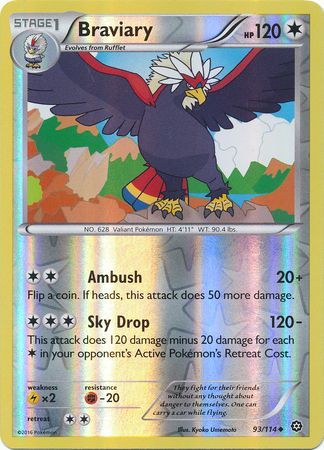 STAGE1
Braviary
HP120
Evolves from Rufflet
NO. 628 Valiant Pokémon HT: 4'11" WT: 90.4 lbs.
Ambush 20+
Flip a coin. If heads, this attack does 50 more damage.
Sky Drop 120-
This attack does 120 damage minus 20 damage for each
in your opponent's Active Pokémon's Retreat Cost.
weakness
×2
resistance
-20
retreat
They fight for their friends
without any thought about
danger to themselves. One can
carry a car while flying.
©2016 Pokémon
Illus. Kyoko Umemoto
93/114